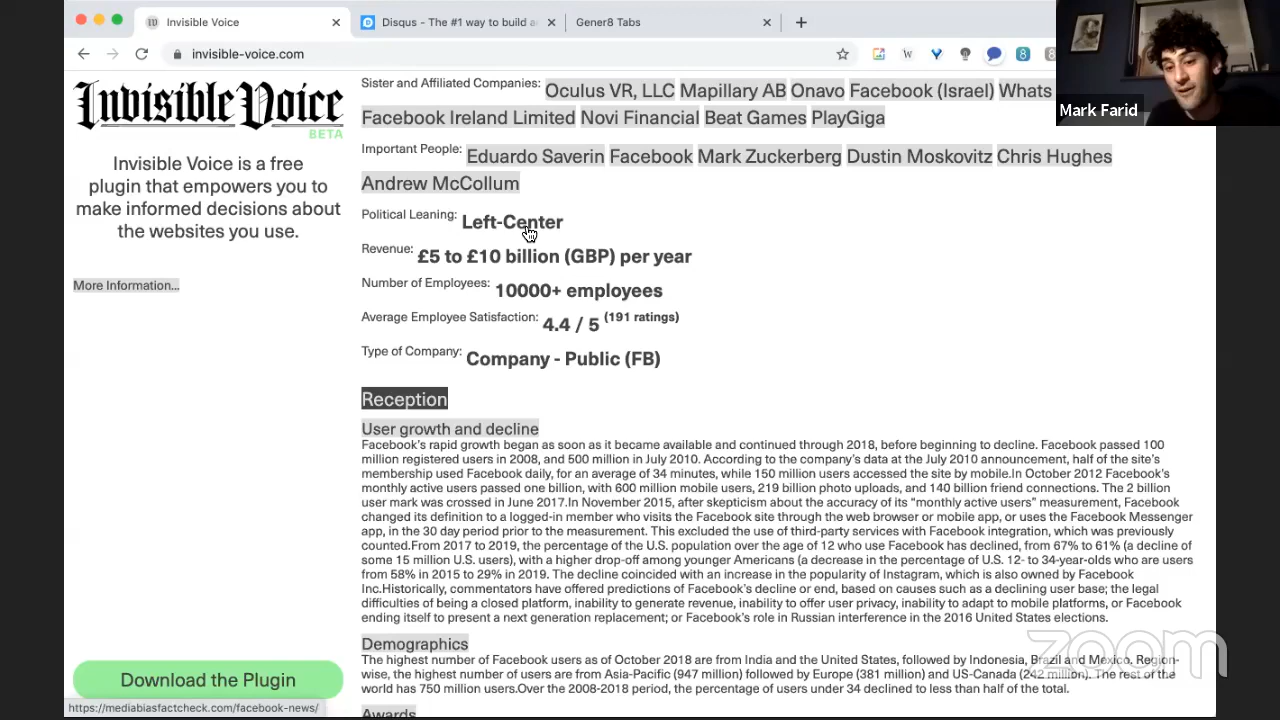 Invisible Voice
Disqus - The #1 way to build a
Gener8 Tabs
invisible-voice.com
Mark Farid
Invisible Voice
BETA
Invisible Voice is a free
plugin that empowers you to
make informed decisions about
the websites you use.
More Information...
Download the Plugin
Sister and Affiliated Companies: Oculus VR, LLC Mapillary AB Onavo Facebook (Israel) Whats
Facebook Ireland Limited Novi Financial Beat Games PlayGiga
Important People: Eduardo Saverin Facebook Mark Zuckerberg Dustin Moskovitz Chris Hughes
Andrew McCollum
Political Leaning: Left-Center
Revenue: £5 to £10 billion (GBP) per year
Number of Employees: 10000+ employees
Average Employee Satisfaction: 4.4 / 5 (191 ratings)
Type of Company: Company - Public (FB)
Reception
User growth and decline
Facebook's rapid growth began as soon as it became available and continued through 2018, before beginning to decline. Facebook passed 100
million registered users in 2008, and 500 million in July 2010. According to the company's data at the July 2010 announcement, half of the site's
membership used Facebook daily, for an average of 34 minutes, while 150 million users accessed the site by mobile.In October 2012 Facebook's
monthly active users passed one billion, with 600 million mobile users, 219 billion photo uploads, and 140 billion friend connections. The 2 billion
user mark was crossed in June 2017.In November 2015, after skepticism about the accuracy of its "monthly active users" measurement, Facebook
changed its definition to a logged-in member who visits the Facebook site through the web browser or mobile app, or uses the Facebook Messenger
app, in the 30 day period prior to the measurement. This excluded the use of third-party services with Facebook integration, which was previously
counted.From 2017 to 2019, the percentage of the U.S. population over the age of 12 who use Facebook has declined, from 67% to 61% (a decline of
some 15 million U.S. users), with a higher drop-off among younger Americans (a decrease in the percentage of U.S. 12- to 34-year-olds who are users
from 58% in 2015 to 29% in 2019. The decline coincided with an increase in the popularity of Instagram, which is also owned by Facebook
Inc.Historically, commentators have offered predictions of Facebook's decline or end, based on causes such as a declining user base; the legal
difficulties of being a closed platform, inability to generate revenue, inability to offer user privacy, inability to adapt to mobile platforms, or Facebook
ending itself to present a next generation replacement; or Facebook's role in Russian interference in the 2016 United States elections.
Demographics
The highest number of Facebook users as of October 2018 are from India and the United States, followed by Indonesia, Brazil and Mexico. Region-
wise, the highest number of users are from Asia-Pacific (947 million) followed by Europe (381 million) and US-Canada (242 million). The rest of the
world has 750 million users.Over the 2008-2018 period, the percentage of users under 34 declined to less than half of the total.
Awards
https://mediabiasfactcheck.com/facebook-news/
zoom